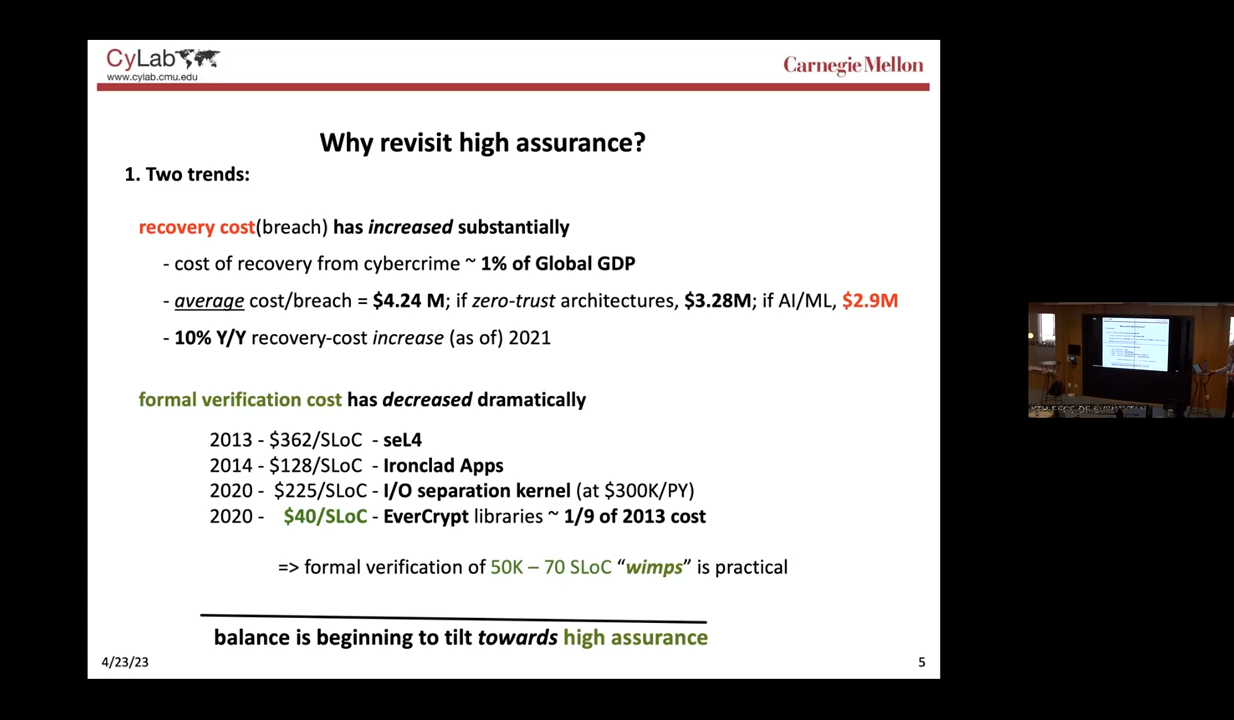 CyLab
www.cylab.cmu.edu
Carnegie Mellon
Why revisit high assurance?
1. Two trends:
recovery cost(breach) has increased substantially
- cost of recovery from cybercrime ~ 1% of Global GDP
- average cost/breach = $4.24 M; if zero-trust architectures, $3.28M; if AI/ML, $2.9M
- 10% Y/Y recovery-cost increase (as of) 2021
formal verification cost has decreased dramatically
2013 - $362/SLoC - seL4
2014 - $128/SLoC - Ironclad Apps
2020 - $225/SLoC - I/O separation kernel (at $300K/PY)
2020 - $40/SLoC - EverCrypt libraries ~ 1/9 of 2013 cost
=> formal verification of 50K – 70 SLoC “wimps” is practical
balance is beginning to tilt towards high assurance
4/23/23
5